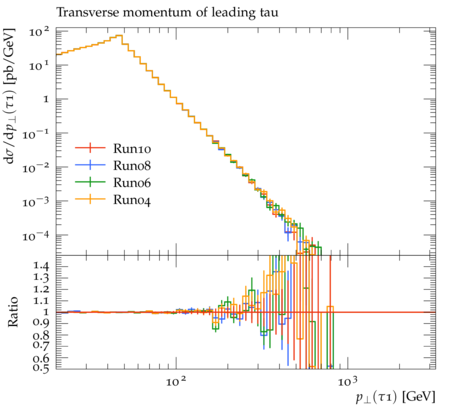 Transverse momentum of leading tau
dσ/dp⊥(τ1) [pb/GeV]
10²
10¹
1
10⁻¹
10⁻²
10⁻³
10⁻⁴
Run10
Run08
Run06
Run04
Ratio
1.4
1.3
1.2
1.1
1
0.9
0.8
0.7
0.6
0.5
10²
10³
p⊥(τ1) [GeV]